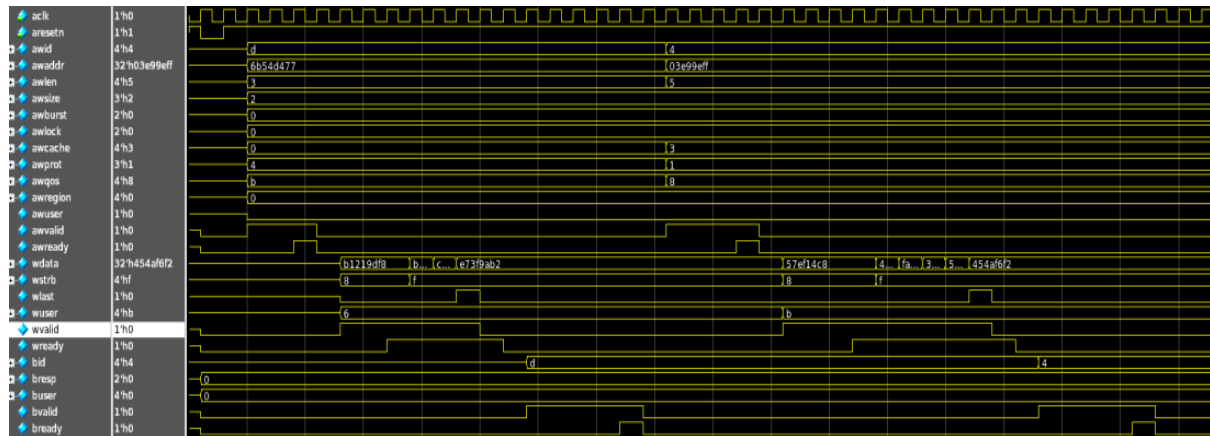 aclk 1'h0
aresetn 1'h1
awid 4'h4 d 4
awaddr 32'h03e99eff 6b54d477 03e99eff
awlen 4'h5 3 5
awsize 3'h2 2
awburst 2'h0 0
awlock 2'h0 0
awcache 4'h3 0 3
awprot 3'h1 4 1
awqos 4'h8 b 8
awregion 4'h0 0
awuser 1'h0
awvalid 1'h0
awready 1'h0
wdata 32'h454af6f2 b1219df8 b... c... e73f9ab2 57ef14c8 4... fa... 3... 5... 454af6f2
wstrb 4'hf 8 f 8 f
wlast 1'h0
wuser 4'hb 6 b
wvalid 1'h0
wready 1'h0
bid 4'h4 d 4
bresp 2'h0 0
buser 4'h0 0
bvalid 1'h0
bready 1'h0